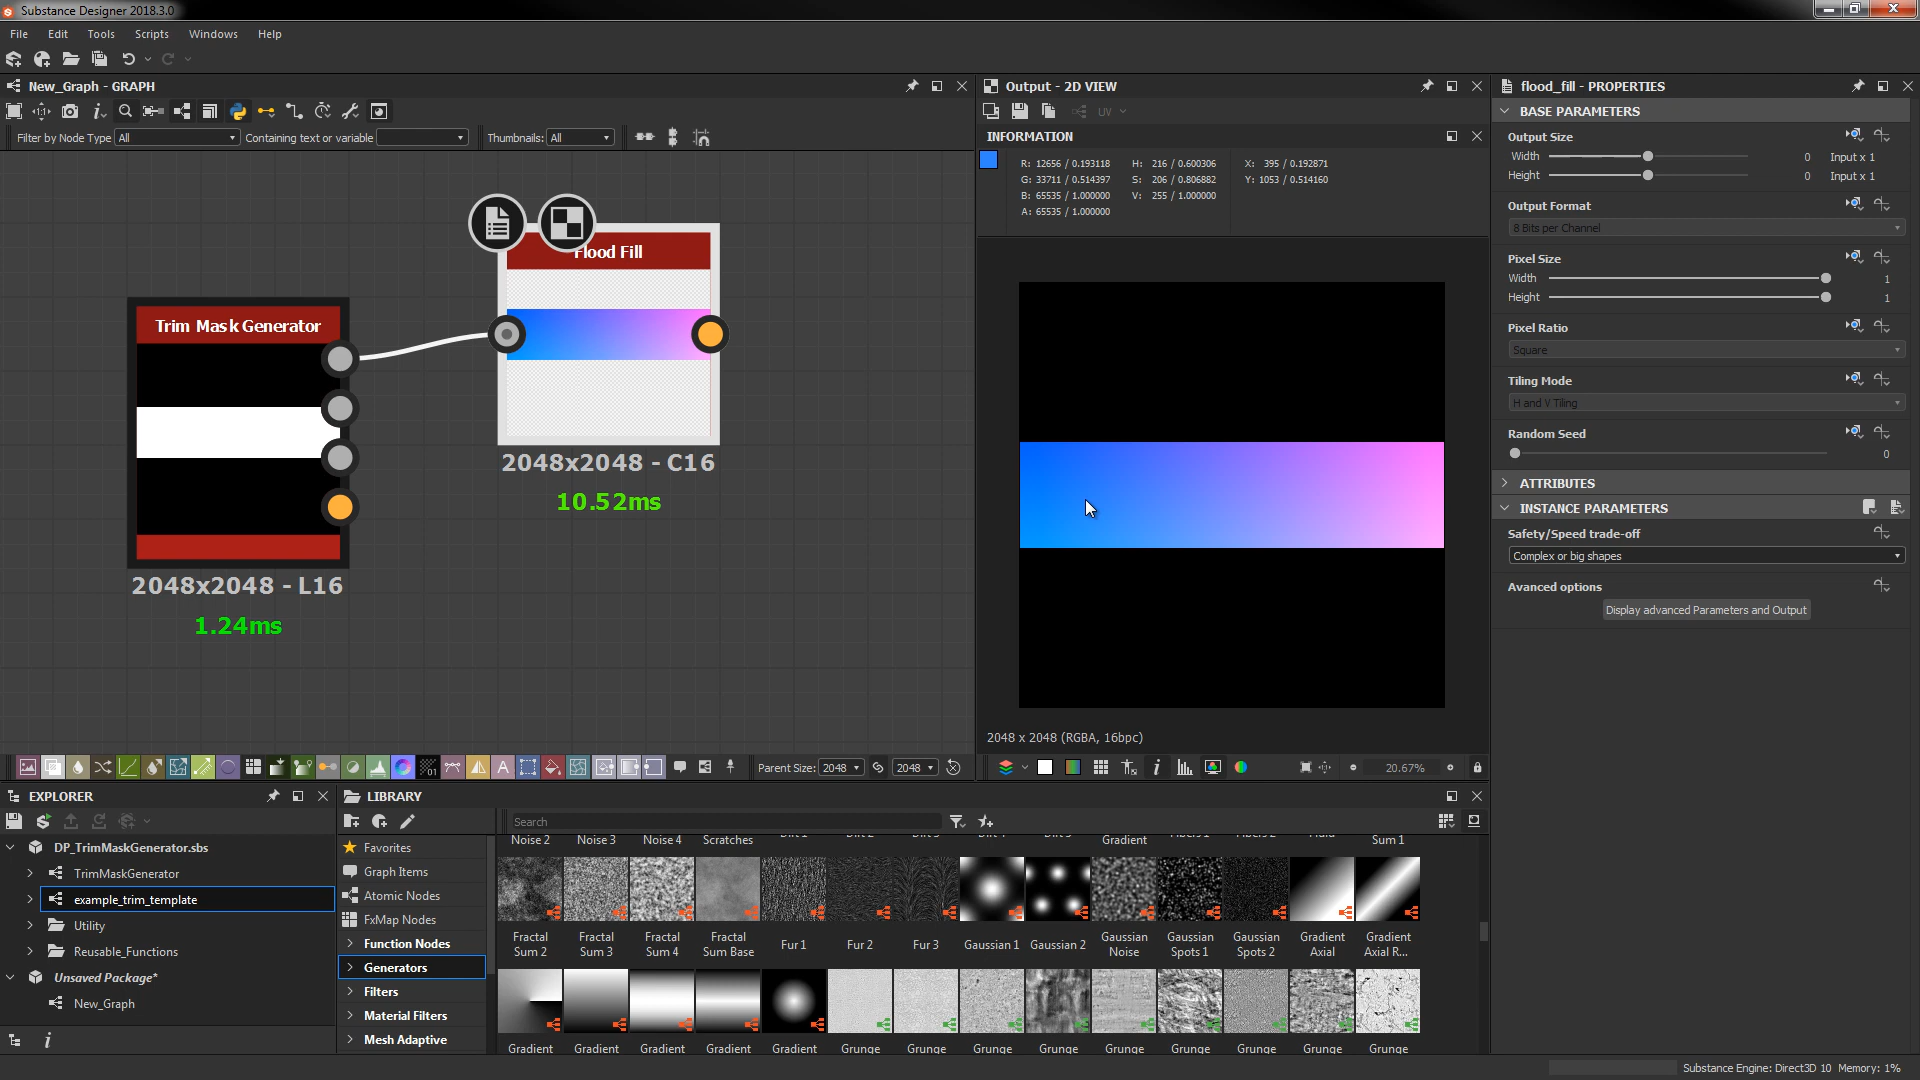 Substance Designer 2018.3.0
File Edit Tools Scripts Windows Help
New_Graph - GRAPH
Filter by Node Type All Containing text or variable Thumbnails: All
Trim Mask Generator
2048x2048 - L16
1.24ms
Flood Fill
2048x2048 - C16
10.52ms
Parent Size: 2048 2048
Output - 2D VIEW
UV
INFORMATION
R: 12656 / 0.193118 H: 216 / 0.600306 X: 395 / 0.192871
G: 33711 / 0.514397 S: 206 / 0.806882 Y: 1053 / 0.514160
B: 65535 / 1.000000 V: 255 / 1.000000
A: 65535 / 1.000000
2048 x 2048 (RGBA, 16bpc)
20.67%
flood_fill - PROPERTIES
BASE PARAMETERS
Output Size
Width 0 Input x 1
Height 0 Input x 1
Output Format
8 Bits per Channel
Pixel Size
Width 1
Height 1
Pixel Ratio
Square
Tiling Mode
H and V Tiling
Random Seed
0
ATTRIBUTES
INSTANCE PARAMETERS
Safety/Speed trade-off
Complex or big shapes
Avanced options
Display advanced Parameters and Output
EXPLORER
DP_TrimMaskGenerator.sbs
TrimMaskGenerator
example_trim_template
Utility
Reusable_Functions
Unsaved Package*
New_Graph
LIBRARY
Search
Favorites
Graph Items
Atomic Nodes
FxMap Nodes
Function Nodes
Generators
Filters
Material Filters
Mesh Adaptive
Noise 2 Noise 3 Noise 4 Scratches Gradient Sum 1
Fractal Sum 2 Fractal Sum 3 Fractal Sum 4 Fractal Sum Base Fur 1 Fur 2 Fur 3 Gaussian 1 Gaussian 2 Gaussian Noise Gaussian Spots 1 Gaussian Spots 2 Gradient Axial Gradient Axial R...
Gradient Gradient Gradient Gradient Gradient Grunge Grunge Grunge Grunge Grunge Grunge Grunge Grunge Grunge
Substance Engine: Direct3D 10 Memory: 1%